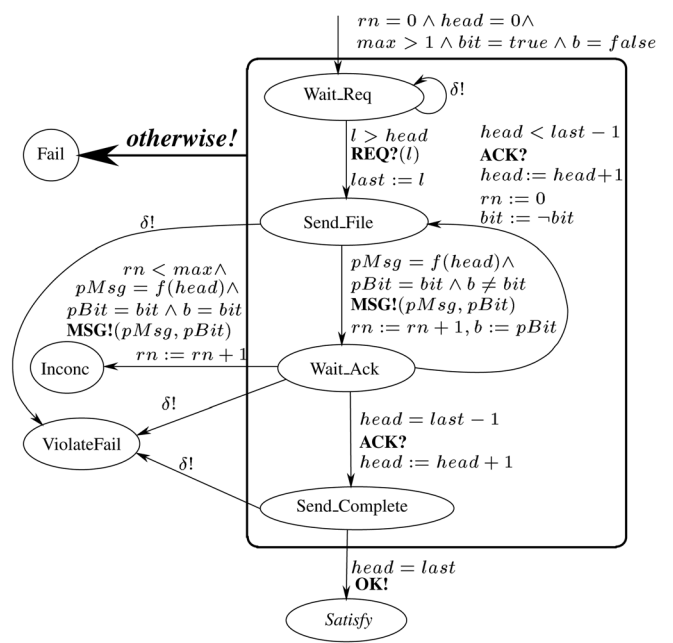 rn = 0 ∧ head = 0∧
max > 1 ∧ bit = true ∧ b = false
Wait_Req
δ!
otherwise!
Fail
l > head
REQ?(l)
last := l
head < last − 1
ACK?
head := head+1
rn := 0
bit := ¬bit
Send_File
δ!
rn < max∧
pMsg = f(head)∧
pBit = bit ∧ b = bit
MSG!(pMsg, pBit)
rn := rn + 1
pMsg = f(head)∧
pBit = bit ∧ b ≠ bit
MSG!(pMsg, pBit)
rn := rn + 1, b := pBit
Inconc
Wait_Ack
δ!
head = last − 1
ACK?
head := head + 1
ViolateFail
δ!
Send_Complete
head = last
OK!
Satisfy